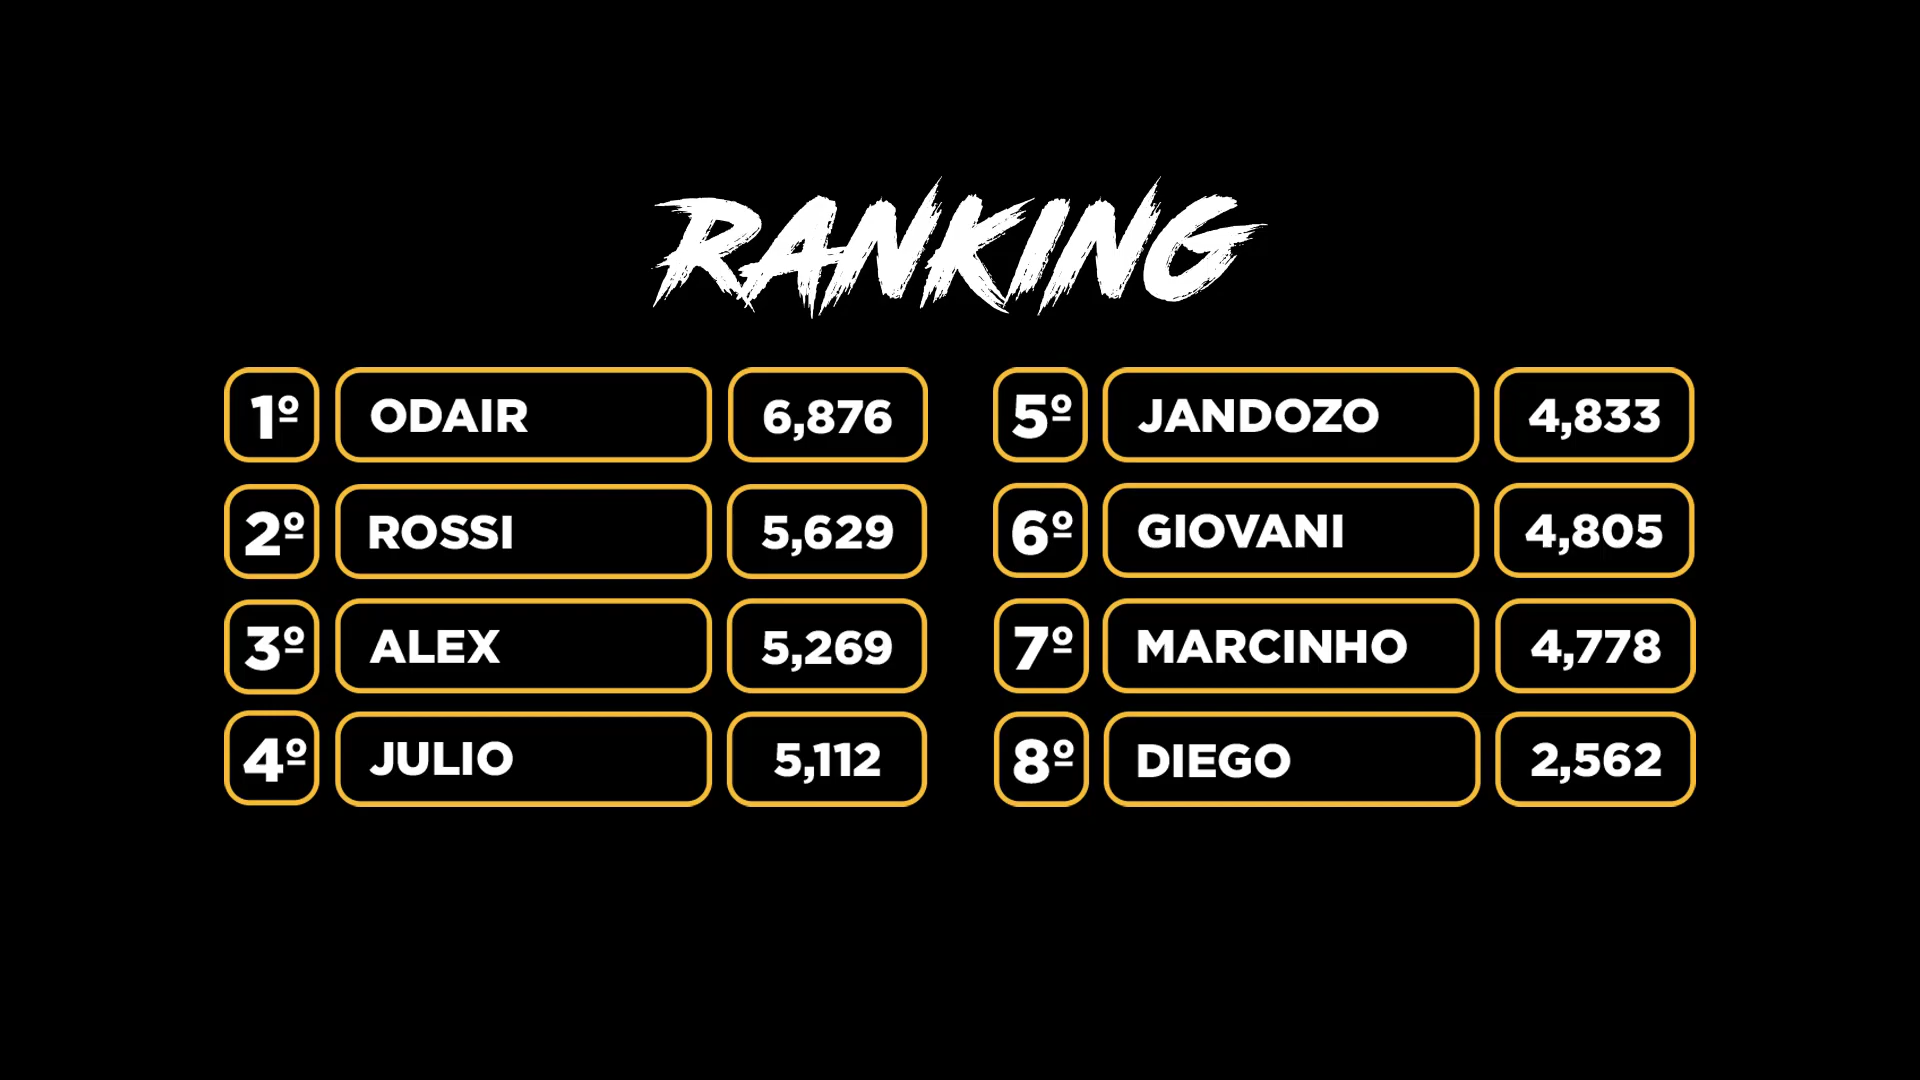 RANKING
1º ODAIR 6,876
2º ROSSI 5,629
3º ALEX 5,269
4º JULIO 5,112
5º JANDOZO 4,833
6º GIOVANI 4,805
7º MARCINHO 4,778
8º DIEGO 2,562